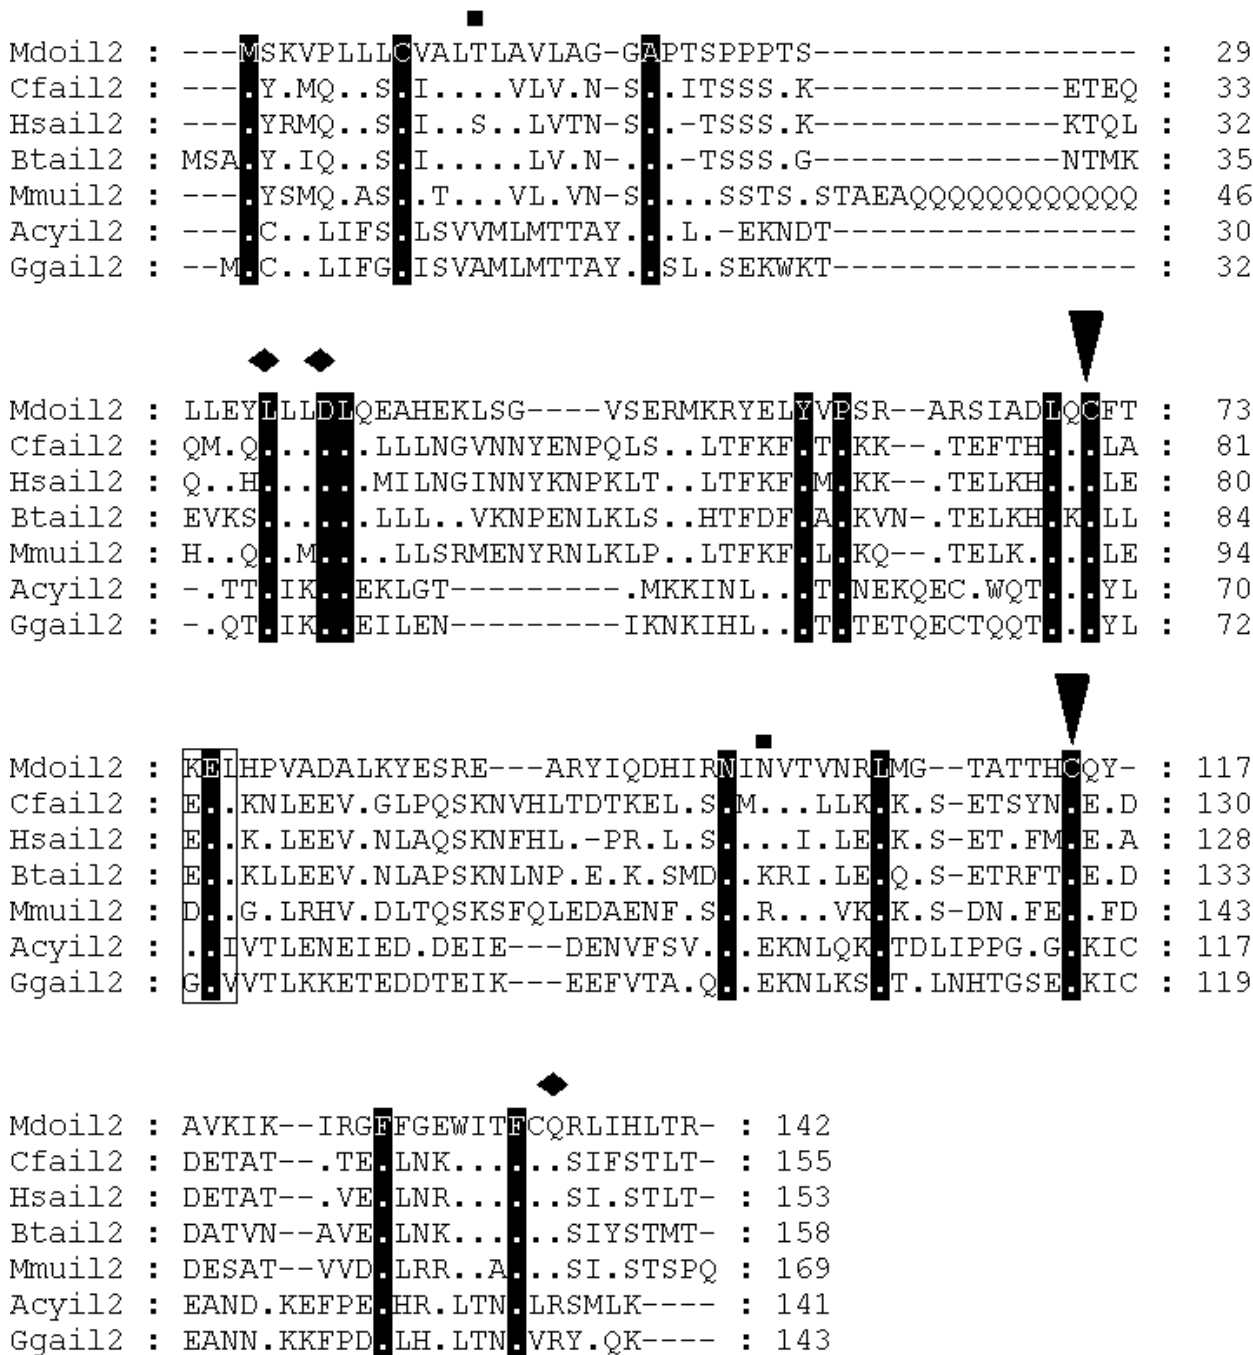 Mdoil2 : ---MSKVPLLLCVALTLAVLAG-GAPTSPPPTS----------------- : 29
Cfail2 : ---.Y.MQ..S.I....VLV.N-S..ITSSS.K-------------ETEQ : 33
Hsail2 : ---.YRMQ..S.I..S..LVTN-S..-TSSS.K-------------KTQL : 32
Btail2 : MSA.Y.IQ..S.I.....LV.N-...-TSSS.G-------------NTMK : 35
Mmuil2 : ---.YSMQ.AS..T...VL.VN-S....SSTS.STAEAQQQQQQQQQQQQ : 46
Acyil2 : ---.C..LIFS.LSVVMLMTTAY...L.-EKNDT---------------- : 30
Ggail2 : --M.C..LIFG.ISVAMLMTTAY..SL.SEKWKT---------------- : 32
Mdoil2 : LLEYLLLDLQEAHEKLSG----VSERMKRYELYVPSR--ARSIADLQCFT : 73
Cfail2 : QM.Q.....LLLNGVNNYENPQLS..LTFKF.T.KK--.TEFTH...LA : 81
Hsail2 : Q..H.....MILNGINNYKNPKLT..LTFKF.M.KK--.TELKH...LE : 80
Btail2 : EVKS.....LLL..VKNPENLKLS..HTFDF.A.KVN-.TELKH.K.LL : 84
Mmuil2 : H..Q..M...LLSRMENYRNLKLP..LTFKF.L.KQ--.TELK....LE : 94
Acyil2 : -.TT.IK..EKLGT---------.MKKINL...T.NEKQEC.WQT...YL : 70
Ggail2 : -.QT.IK..EILEN---------IKNKIHL...T.TETQECTQQT...YL : 72
Mdoil2 : KELHPVADALKYESRE---ARYIQDHIRNINVTVNRLMG--TATTHCQY- : 117
Cfail2 : E..KNLEEV.GLPQSKNVHLTDTKEL.S.M...LLK.K.S-ETSYN.E.D : 130
Hsail2 : E..K.LEEV.NLAQSKNFHL.-PR.L.S....I.LE.K.S-ET.FM.E.A : 128
Btail2 : E..KLLEEV.NLAPSKNLNP.E.K.SMD..KRI.LE.Q.S-ETRFT.E.D : 133
Mmuil2 : D..G.LRHV.DLTQSKSFQLEDAENF.S..R...VK.K.S-DN.FE..FD : 143
Acyil2 : ..IVTLENEIED.DEIE---DENVFSV...EKNLQK.TDLIPPG.G.KIC : 117
Ggail2 : G.VVTLKKETEDDTEIK---EEFVTA.Q..EKNLKS.T.LNHTGSE.KIC : 119
Mdoil2 : AVKIK--IRGFFGEWITFCQRLIHLTR- : 142
Cfail2 : DETAT--.TE.LNK......SIFSTLT- : 155
Hsail2 : DETAT--.VE.LNR......SI.STLT- : 153
Btail2 : DATVN--AVE.LNK......SIYSTMT- : 158
Mmuil2 : DESAT--VVD.LRR..A...SI.STSPQ : 169
Acyil2 : EAND.KEFPE.HR.LTN.LRSMLK---- : 141
Ggail2 : EANN.KKFPD.LH.LTN.VRY.QK---- : 143